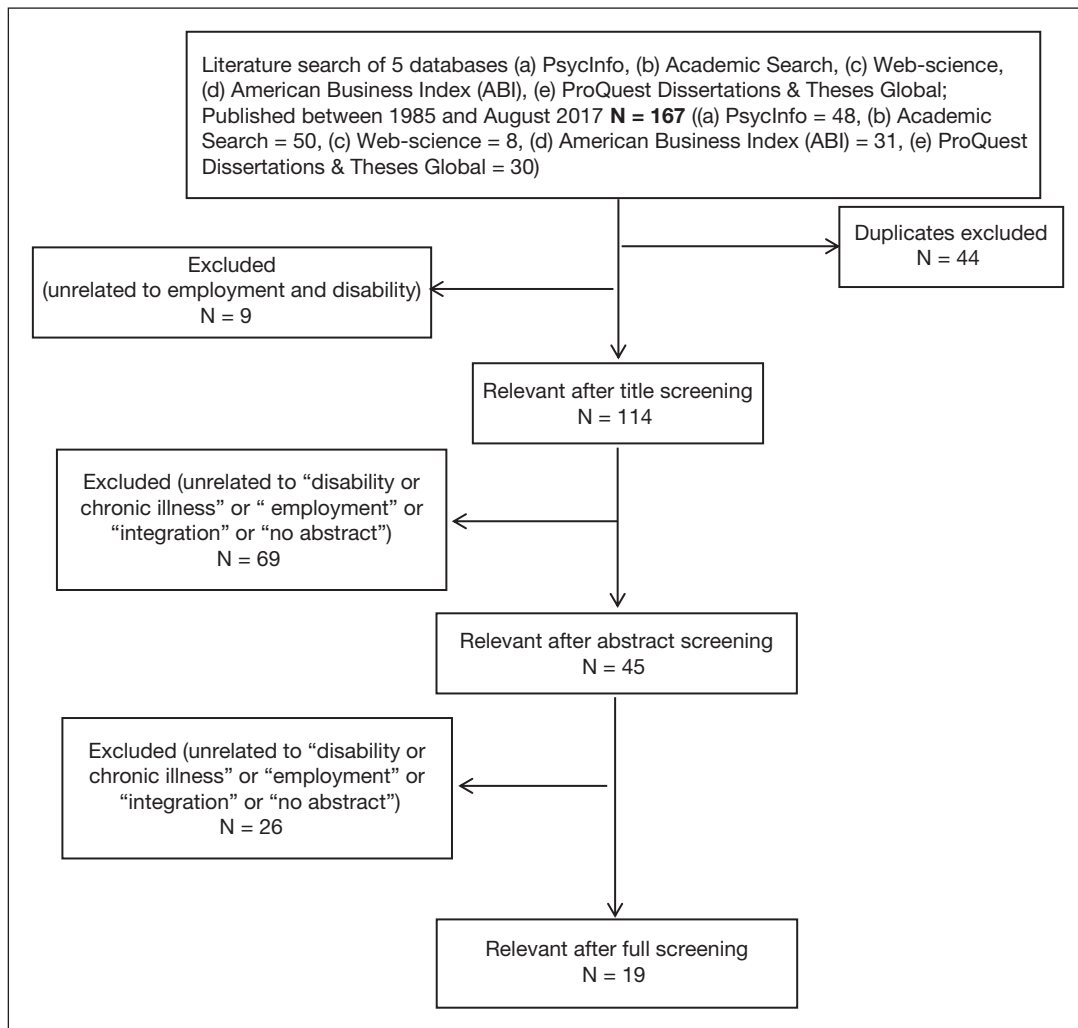 Literature search of 5 databases (a) PsycInfo, (b) Academic Search, (c) Web-science,
(d) American Business Index (ABI), (e) ProQuest Dissertations & Theses Global;
Published between 1985 and August 2017 N = 167 ((a) PsycInfo = 48, (b) Academic
Search = 50, (c) Web-science = 8, (d) American Business Index (ABI) = 31, (e) ProQuest
Dissertations & Theses Global = 30)
Duplicates excluded
N = 44
Excluded
(unrelated to employment and disability)
N = 9
Relevant after title screening
N = 114
Excluded (unrelated to “disability or
chronic illness” or “ employment” or
“integration” or “no abstract”)
N = 69
Relevant after abstract screening
N = 45
Excluded (unrelated to “disability or
chronic illness” or “employment” or
“integration” or “no abstract”)
N = 26
Relevant after full screening
N = 19